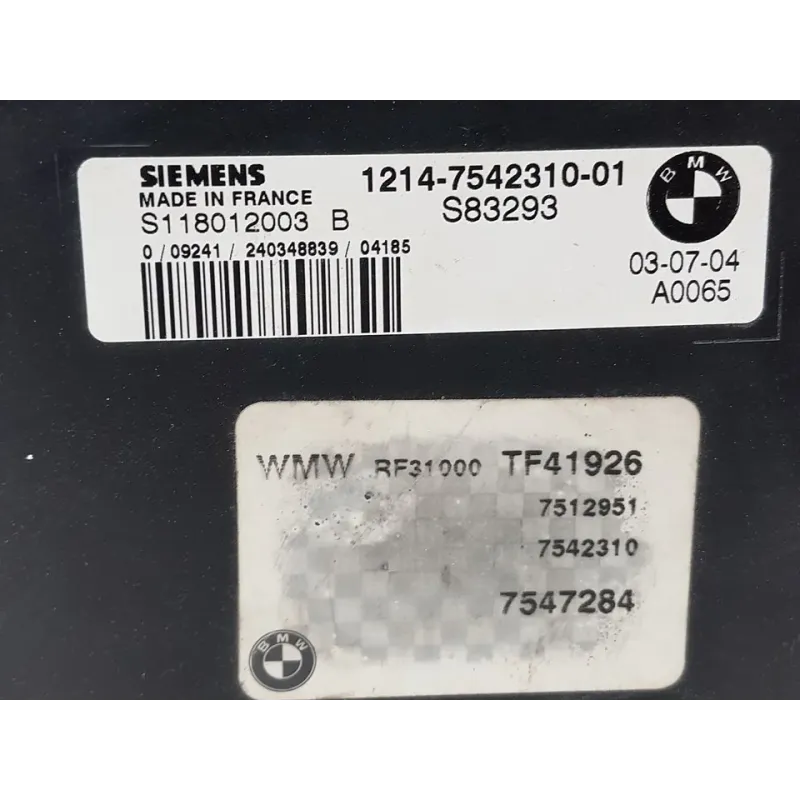 SIEMENS
MADE IN FRANCE
S118012003 B
0 / 09241 / 240348839 / 04185
1214-7542310-01
S83293
BMW
03-07-04
A0065
WMW RF31000 TF41926
7512951
7542310
7547284
BMW